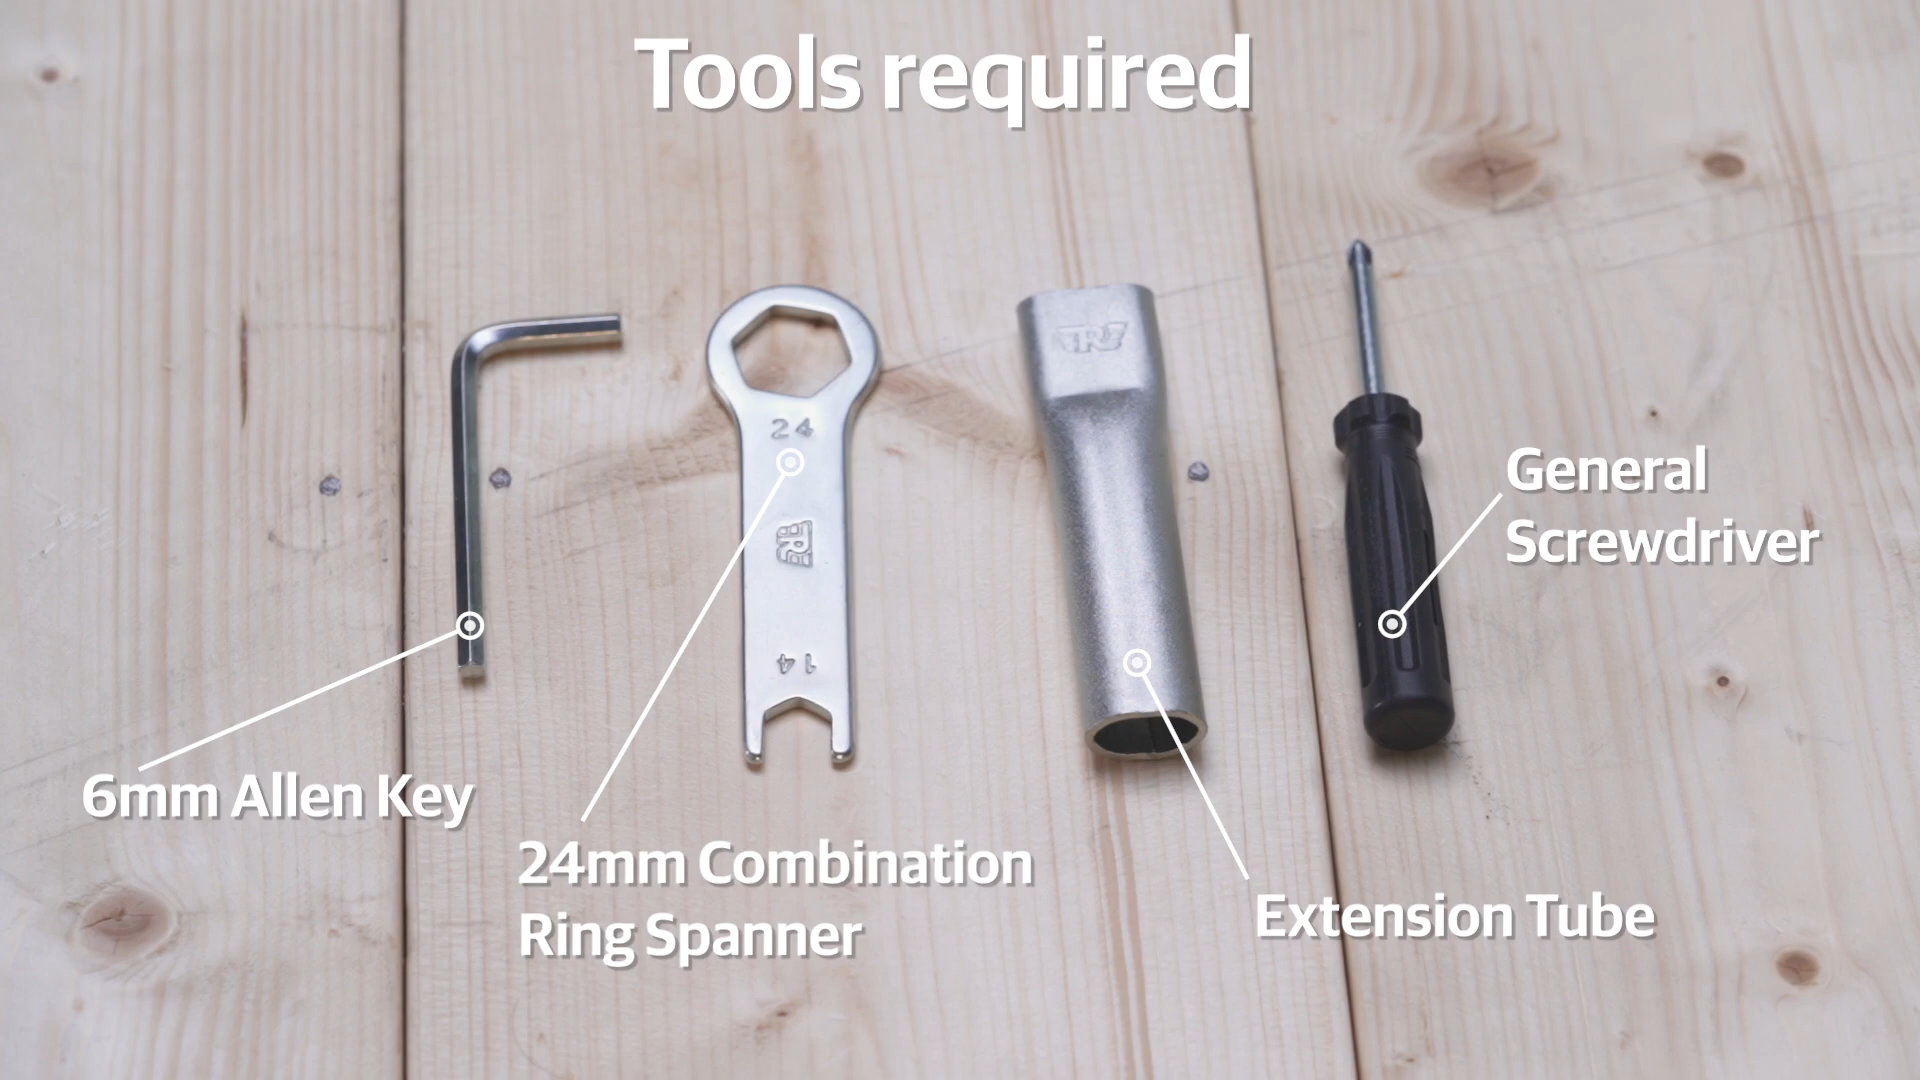 Tools required
24
14
General
Screwdriver
6mm Allen Key
24mm Combination
Ring Spanner
Extension Tube